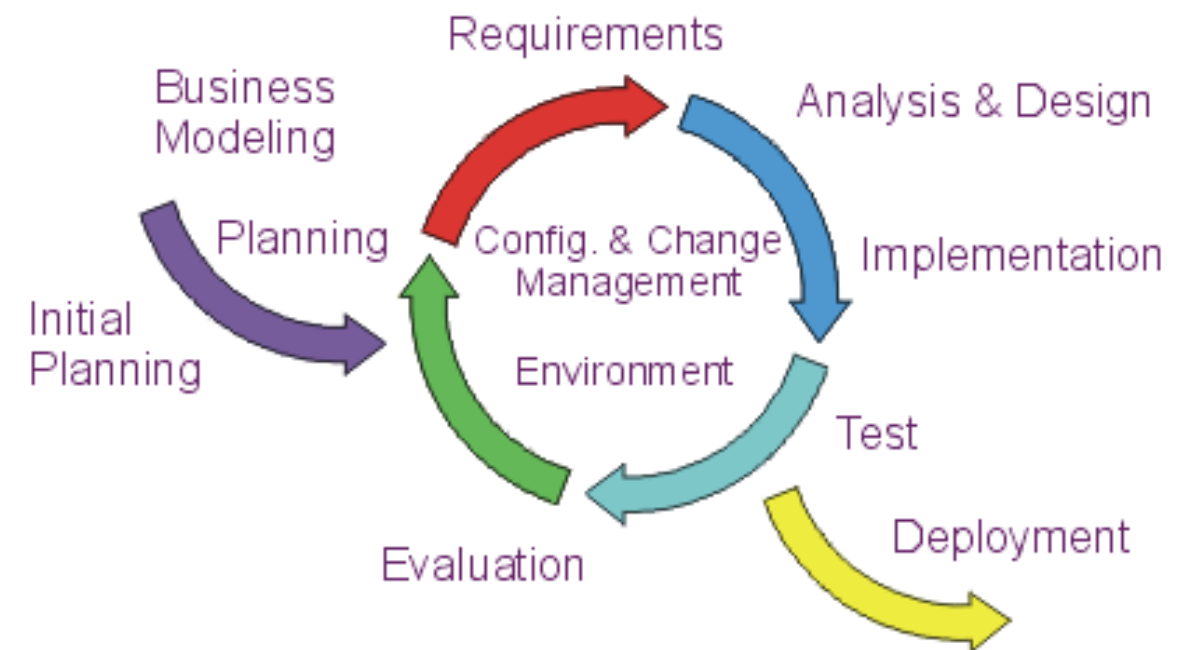 Requirements
Business
Modeling
Analysis & Design
Planning
Config. & Change
Management
Implementation
Initial
Planning
Environment
Test
Deployment
Evaluation